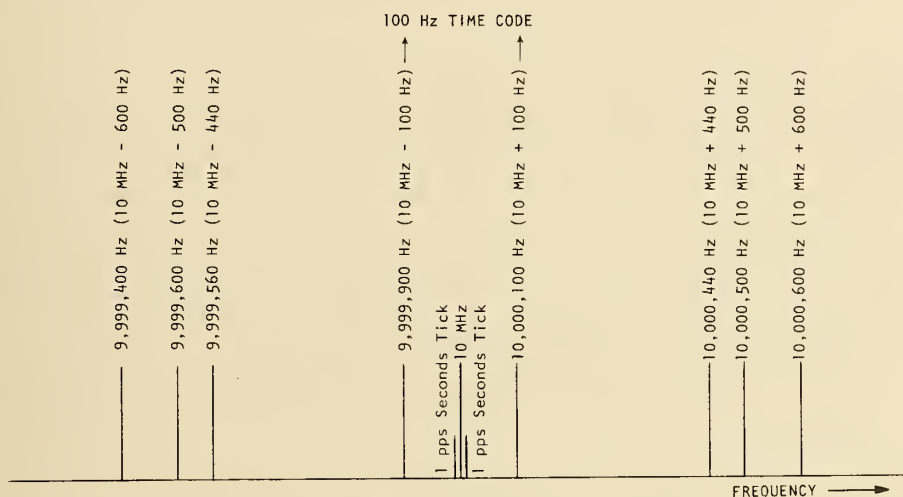 100 Hz TIME CODE
9,999,400 Hz (10 MHz - 600 Hz)
9,999,600 Hz (10 MHz - 500 Hz)
9,999,560 Hz (10 MHz - 440 Hz)
9,999,900 Hz (10 MHz - 100 Hz)
1 pps Seconds Tick
10 MHz
1 pps Seconds Tick
10,000,100 Hz (10 MHz + 100 Hz)
10,000,440 Hz (10 MHz + 440 Hz)
10,000,500 Hz (10 MHz + 500 Hz)
10,000,600 Hz (10 MHz + 600 Hz)
FREQUENCY